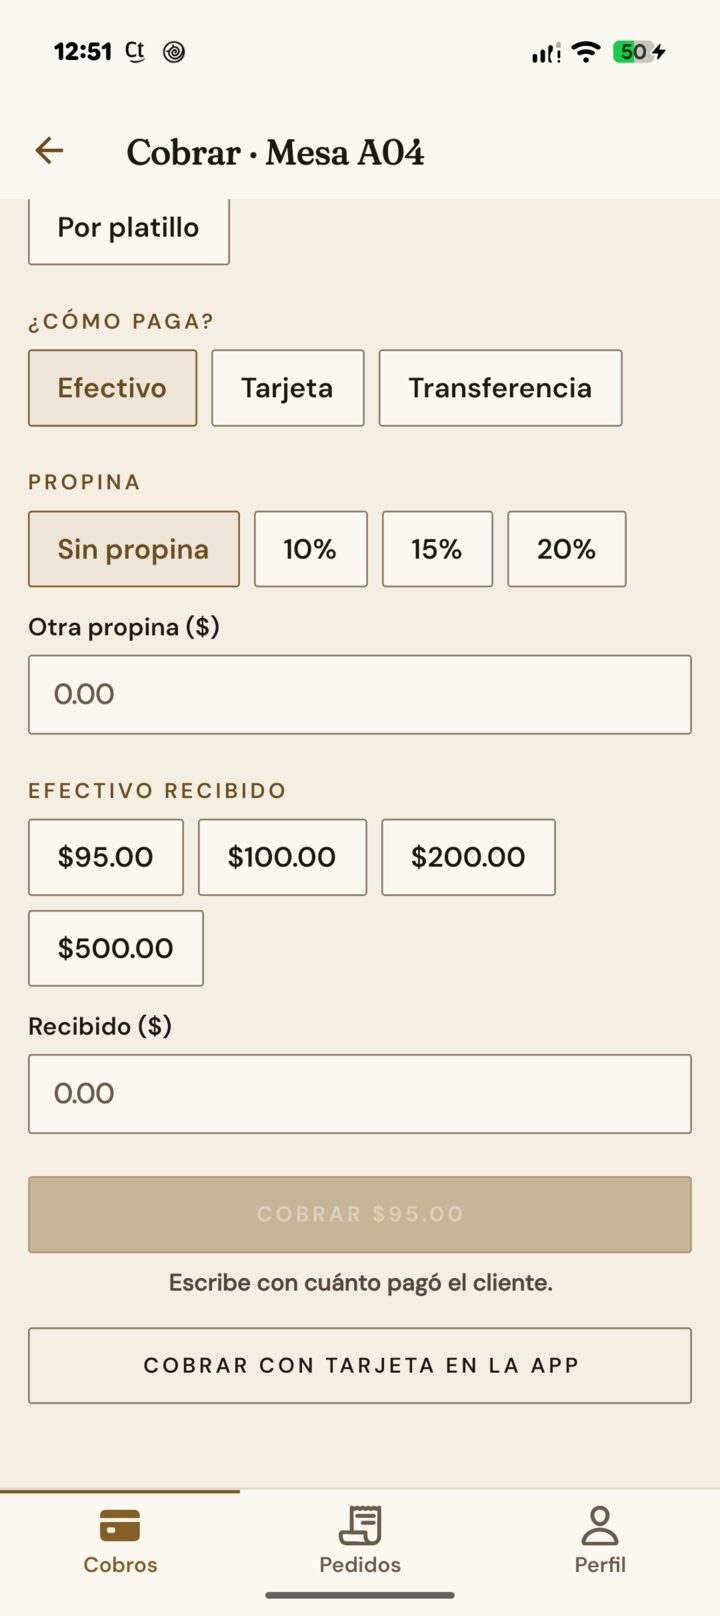 12:51 Ct 50
Cobrar · Mesa A04
Por platillo
¿CÓMO PAGA?
Efectivo Tarjeta Transferencia
PROPINA
Sin propina 10% 15% 20%
Otra propina ($)
0.00
EFECTIVO RECIBIDO
$95.00 $100.00 $200.00
$500.00
Recibido ($)
0.00
COBRAR $95.00
Escribe con cuánto pagó el cliente.
COBRAR CON TARJETA EN LA APP
Cobros Pedidos Perfil